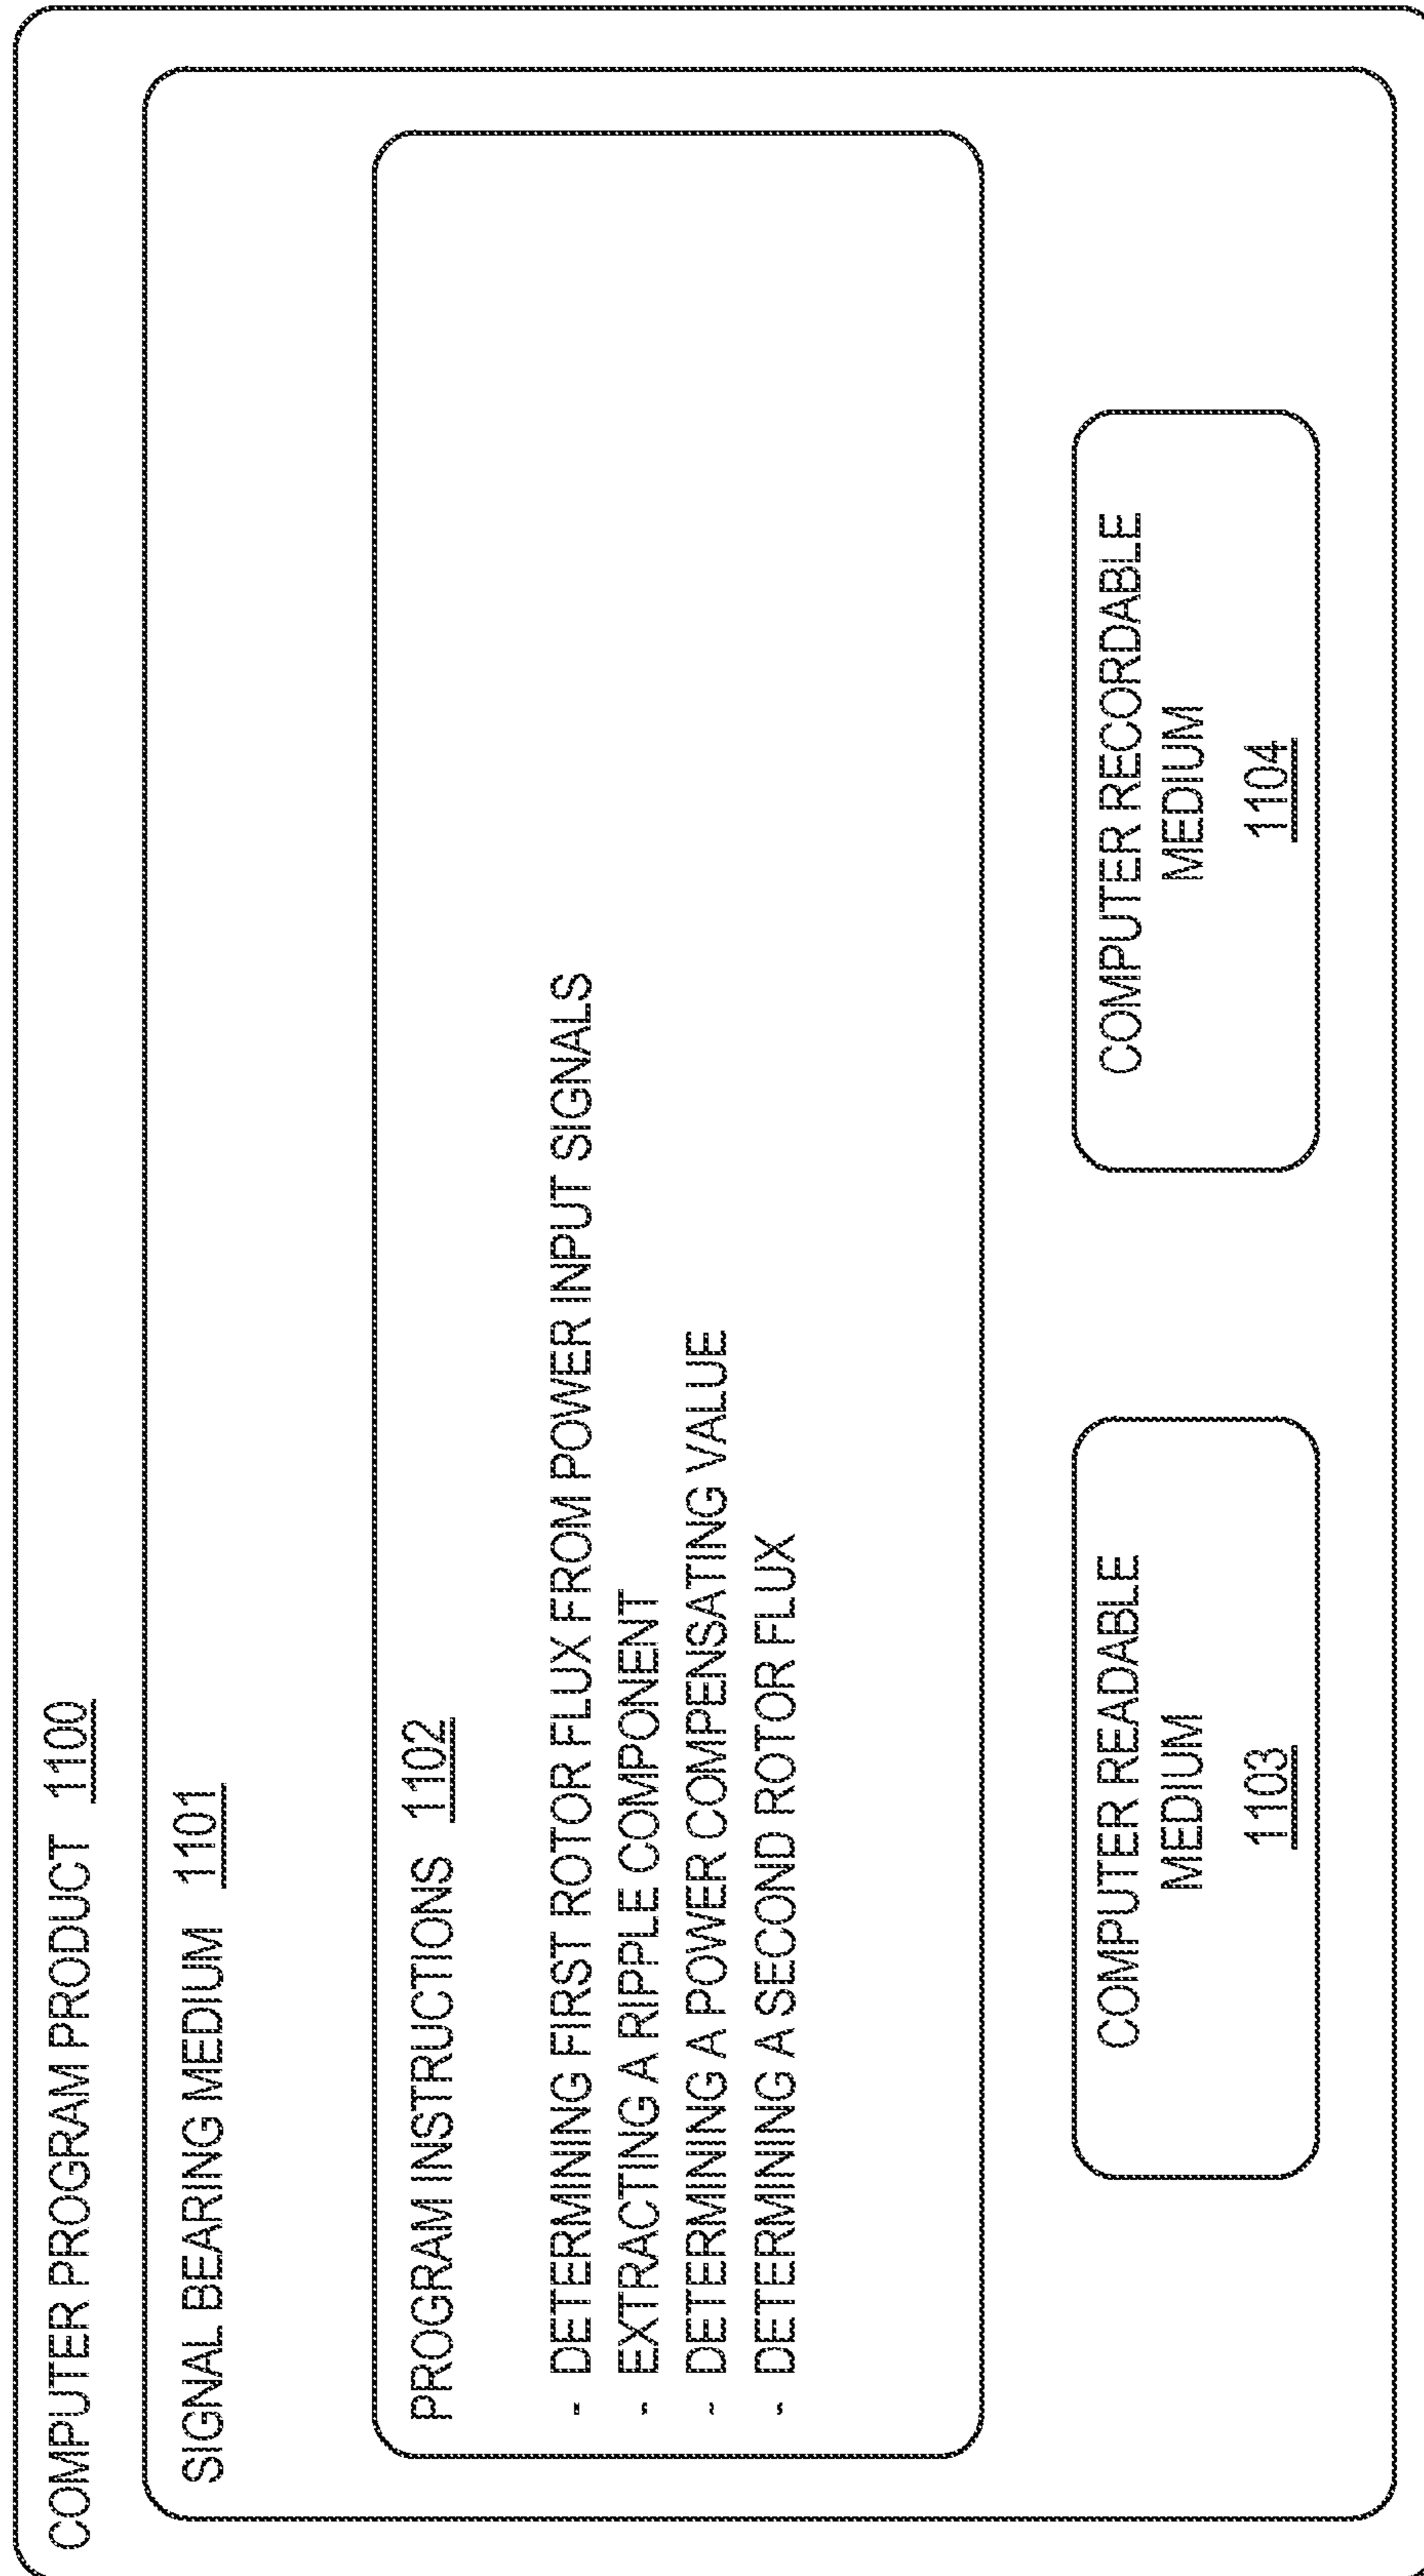 COMPUTER PROGRAM PRODUCT 1100
SIGNAL BEARING MEDIUM 1101
PROGRAM INSTRUCTIONS 1102
- DETERMINING FIRST ROTOR FLUX FROM POWER INPUT SIGNALS
- EXTRACTING A RIPPLE COMPONENT
- DETERMINING A POWER COMPENSATING VALUE
- DETERMINING A SECOND ROTOR FLUX
COMPUTER READABLE
MEDIUM
1103
COMPUTER RECORDABLE
MEDIUM
1104